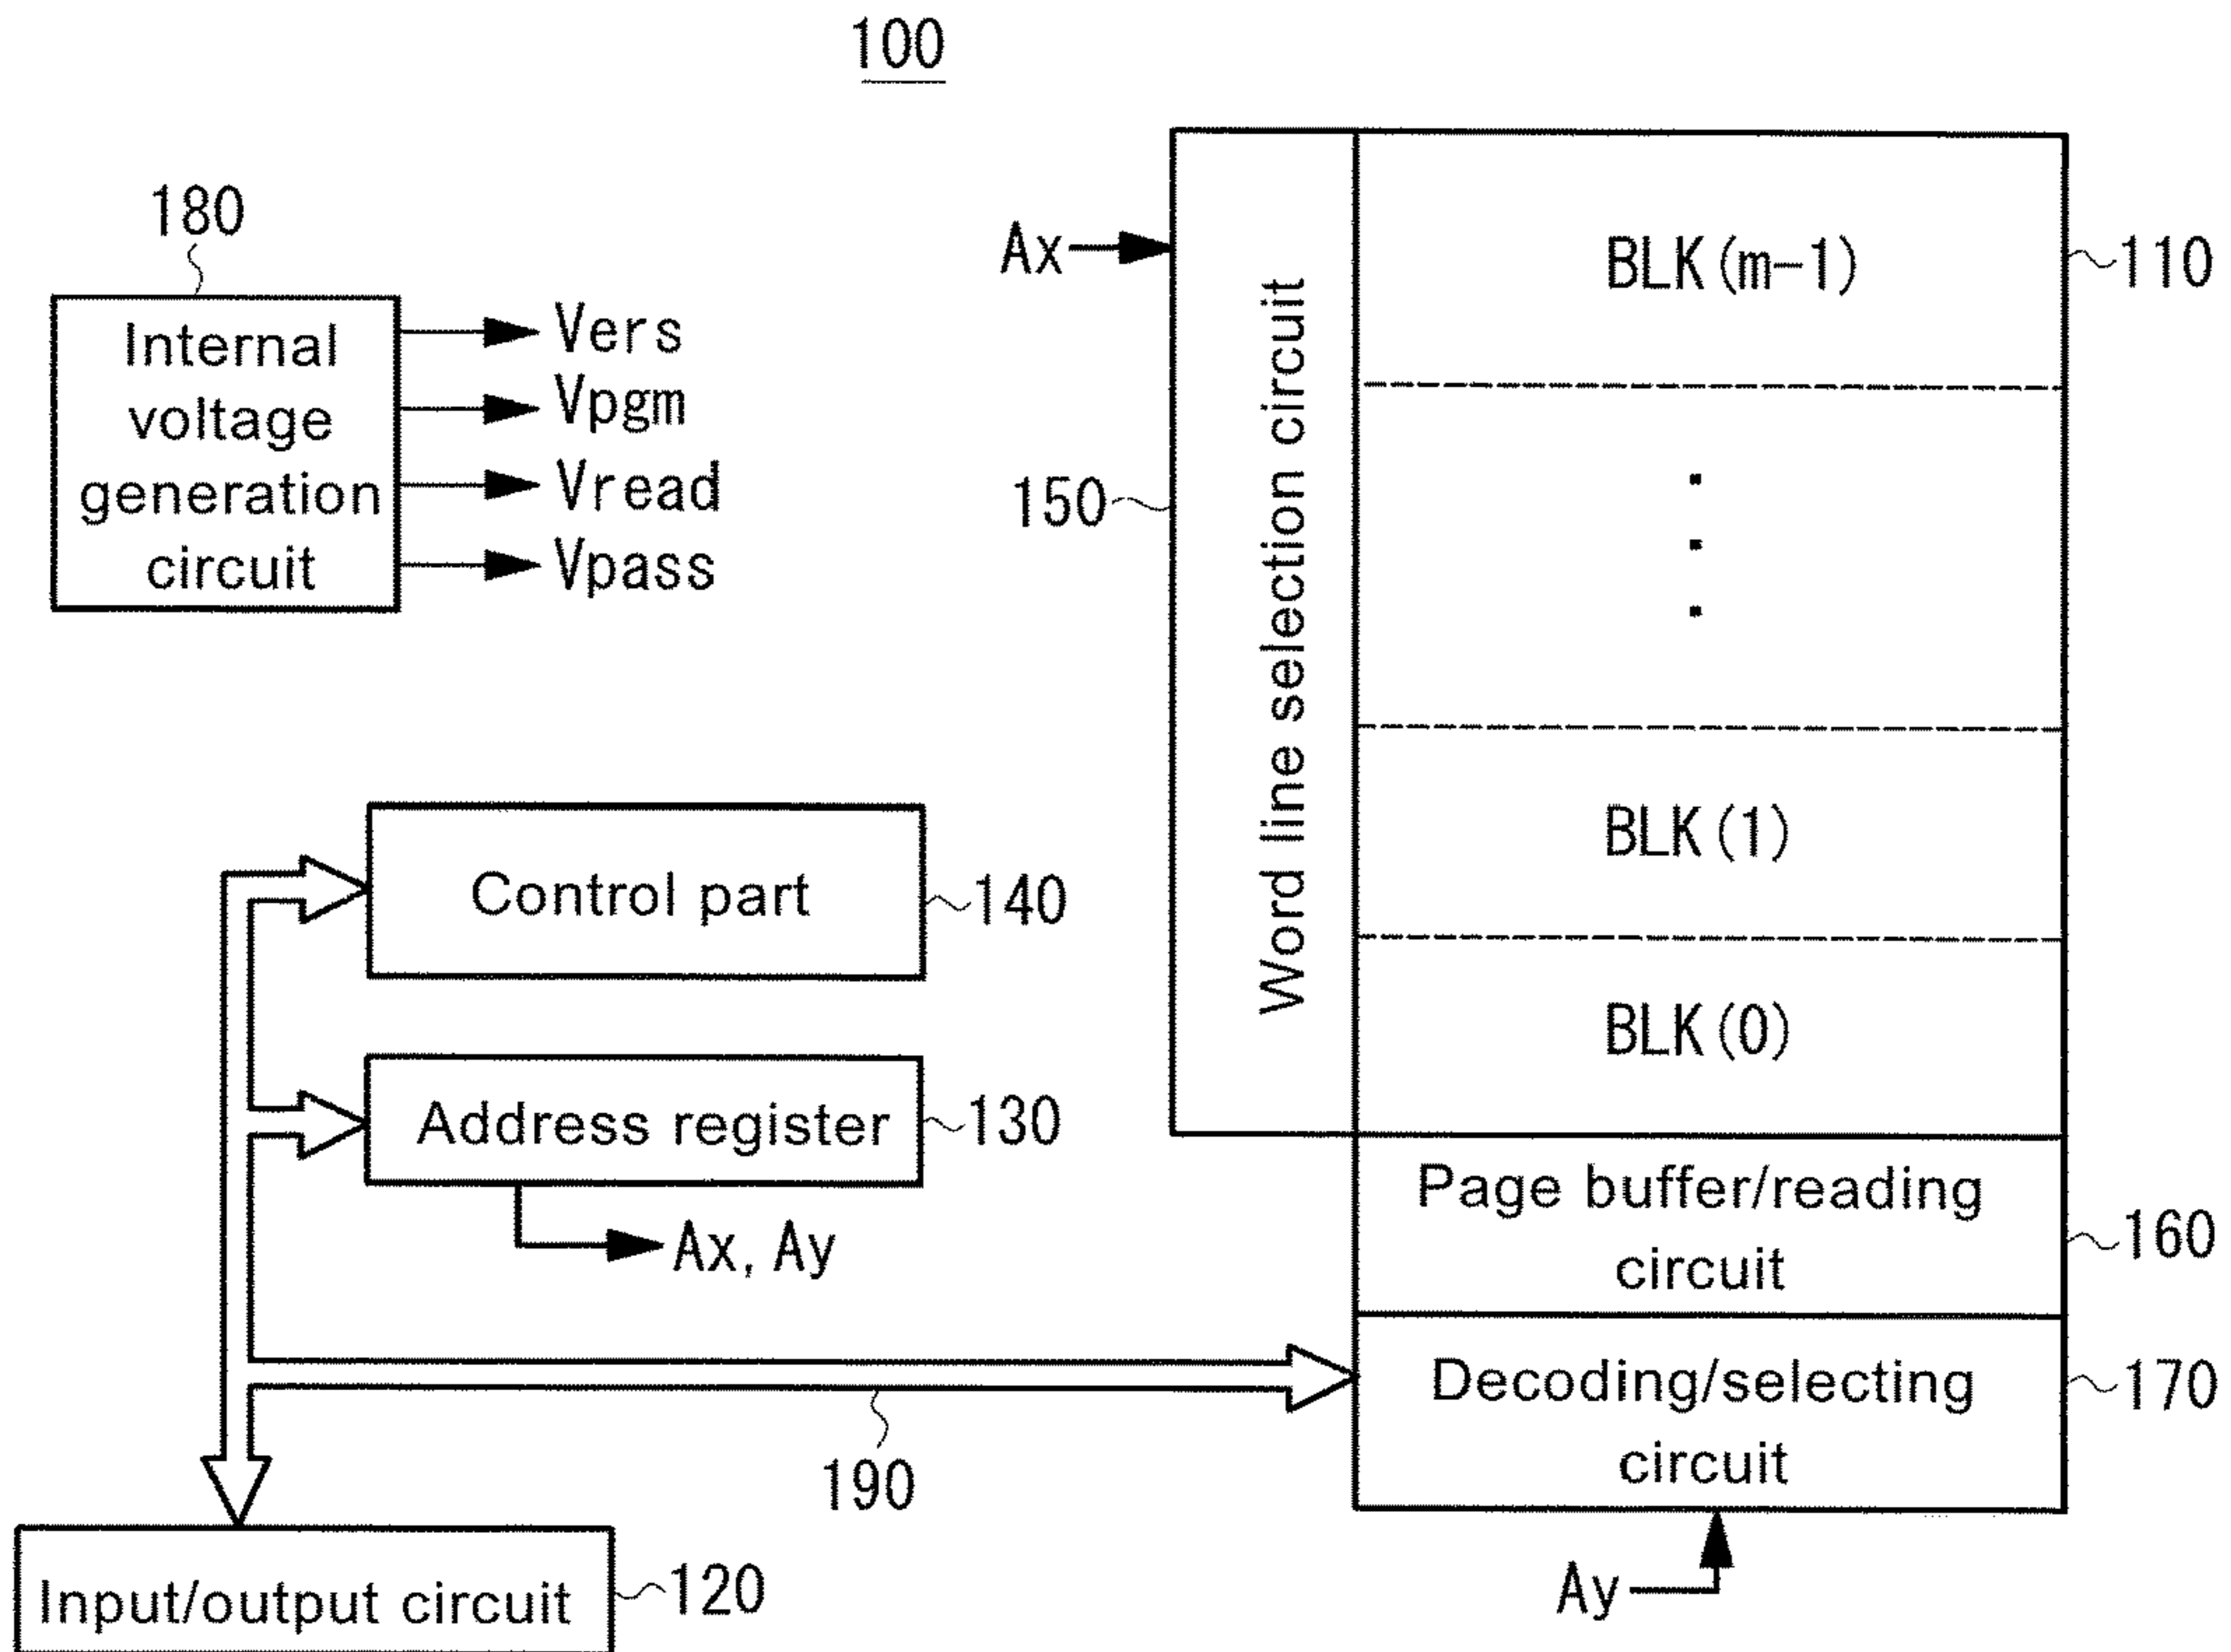 100
180
Internal
voltage
generation
circuit
Vers
Vpgm
Vread
Vpass
Ax
150
Word line selection circuit
BLK(m-1)
110
BLK(1)
BLK(0)
Control part
140
Address register
130
Ax, Ay
Page buffer/reading
circuit
160
Decoding/selecting
circuit
170
190
Input/output circuit
120
Ay